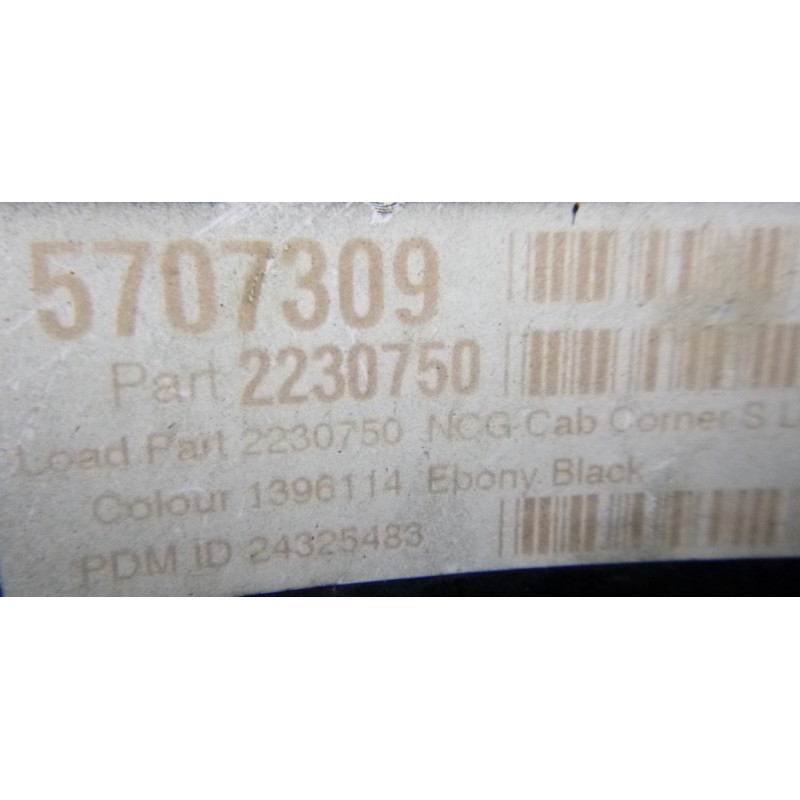 5707309
Part 2230750
Load Part 2230750 NCG Cab Corner S L
Colour 1396114 Ebony Black
PDM ID 24325483